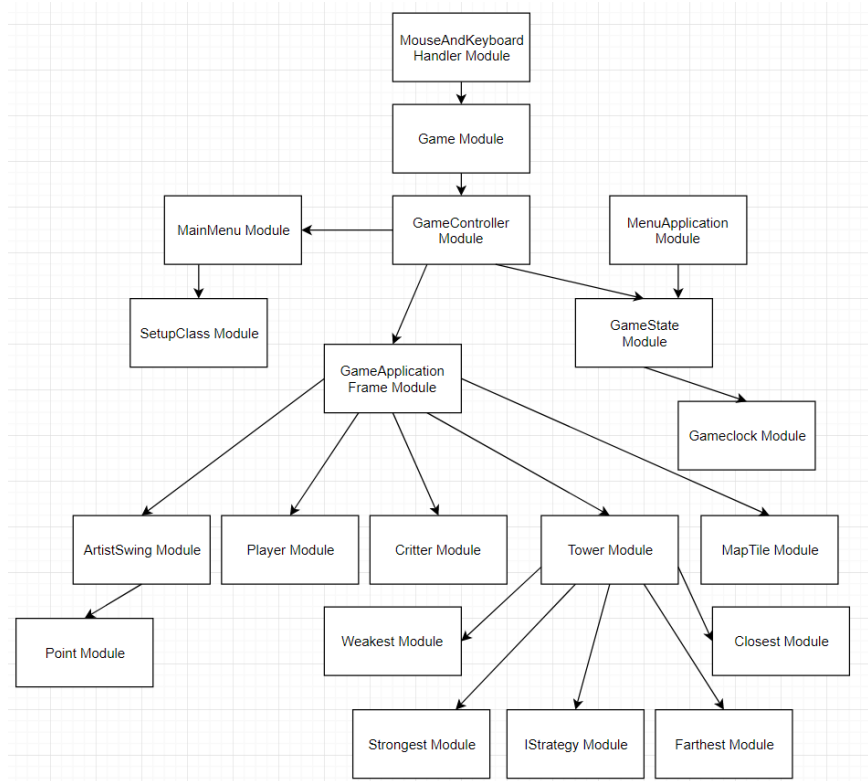 MouseAndKeyboard
Handler Module
Game Module
MainMenu Module
GameController
Module
MenuApplication
Module
SetupClass Module
GameState
Module
GameApplication
Frame Module
Gameclock Module
ArtistSwing Module
Player Module
Critter Module
Tower Module
MapTile Module
Point Module
Weakest Module
Closest Module
Strongest Module
IStrategy Module
Farthest Module